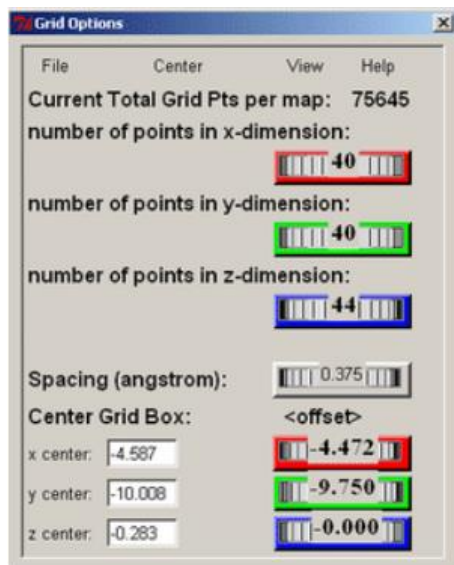 Grid Options
File Center View Help
Current Total Grid Pts per map: 75645
number of points in x-dimension:
40
number of points in y-dimension:
40
number of points in z-dimension:
44
Spacing (angstrom): 0.375
Center Grid Box: <offset>
x center: -4.587 -4.472
y center: -10.008 -9.750
z center: -0.283 -0.000